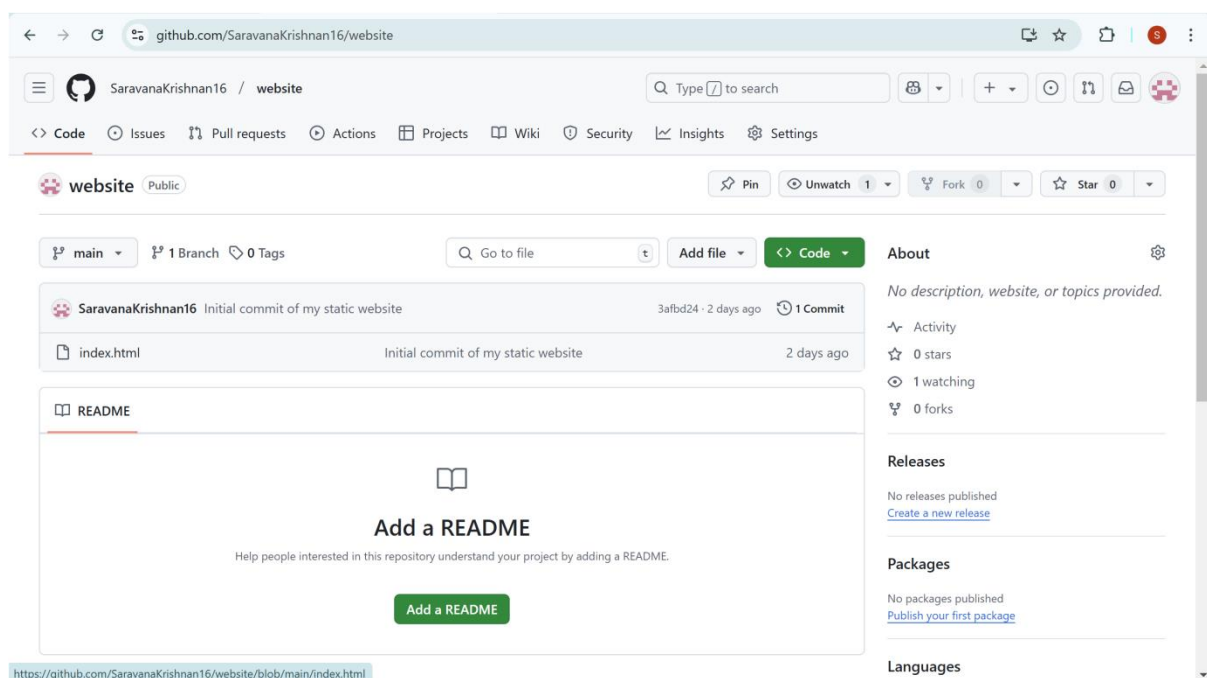 github.com/SaravanaKrishnan16/website
S
SaravanaKrishnan16 / website
Type / to search
<> Code Issues Pull requests Actions Projects Wiki Security Insights Settings
website Public
Pin Unwatch 1 Fork 0 Star 0
main 1 Branch 0 Tags Go to file t Add file <> Code
SaravanaKrishnan16 Initial commit of my static website 3afbd24 · 2 days ago 1 Commit
index.html Initial commit of my static website 2 days ago
README
Add a README
Help people interested in this repository understand your project by adding a README.
Add a README
About
No description, website, or topics provided.
Activity
0 stars
1 watching
0 forks
Releases
No releases published
Create a new release
Packages
No packages published
Publish your first package
Languages
https://github.com/SaravanaKrishnan16/website/blob/main/index.html